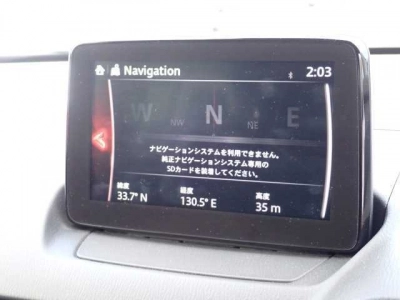 Navigation
2:03
W NW N NE E
ナビゲーションシステムを利用できません。
純正ナビゲーションシステム専用の
SDカードを装着してください。
緯度 経度 高度
33.7° N 130.5° E 35 m